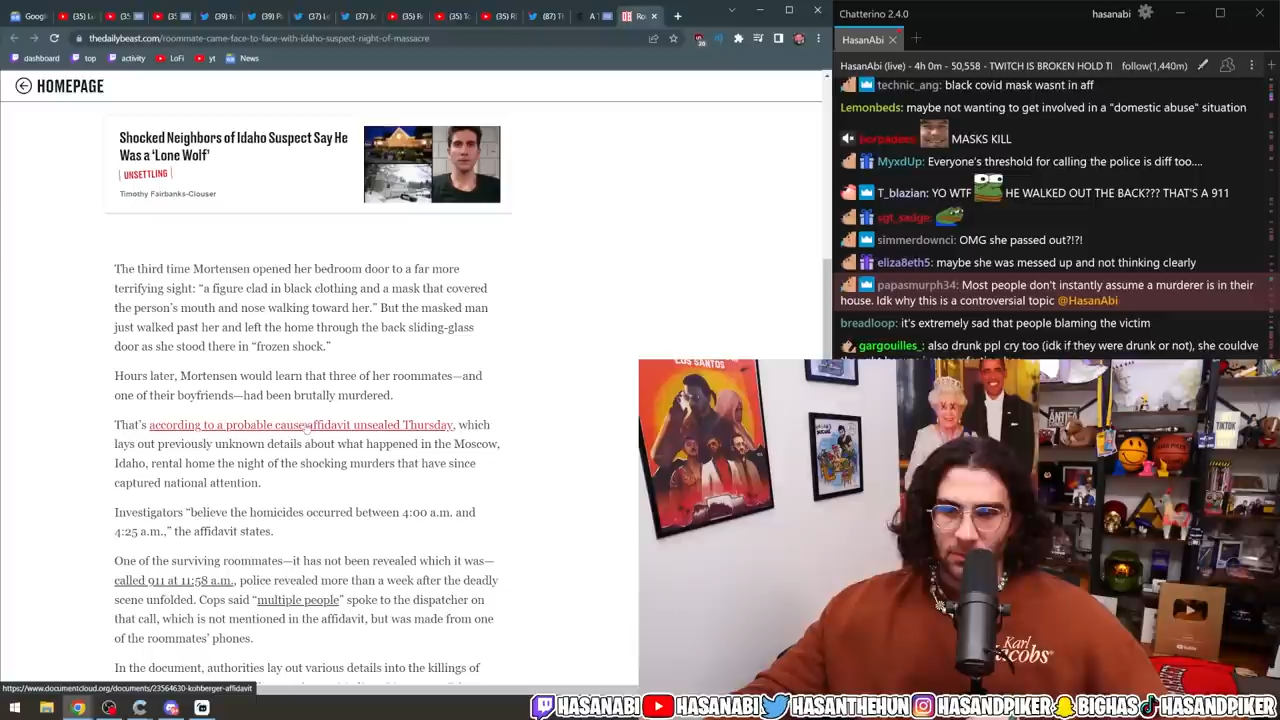 Chatterino 2.4.0
hasanabi
HasanAbi
thedailybeast.com/roommate-came-face-to-face-with-idaho-suspect-night-of-massacre
dashboard
top
activity
LoFi
yt
News
HOMEPAGE
Shocked Neighbors of Idaho Suspect Say He
Was a ‘Lone Wolf’
UNSETTLING
Timothy Fairbanks-Clouser
The third time Mortensen opened her bedroom door to a far more
terrifying sight: “a figure clad in black clothing and a mask that covered
the person’s mouth and nose walking toward her.” But the masked man
just walked past her and left the home through the back sliding-glass
door as she stood there in “frozen shock.”
Hours later, Mortensen would learn that three of her roommates—and
one of their boyfriends—had been brutally murdered.
That’s according to a probable cause affidavit unsealed Thursday, which
lays out previously unknown details about what happened in the Moscow,
Idaho, rental home the night of the shocking murders that have since
captured national attention.
Investigators “believe the homicides occurred between 4:00 a.m. and
4:25 a.m.,” the affidavit states.
One of the surviving roommates—it has not been revealed which it was—
called 911 at 11:58 a.m., police revealed more than a week after the deadly
scene unfolded. Cops said “multiple people” spoke to the dispatcher on
that call, which is not mentioned in the affidavit, but was made from one
of the roommates’ phones.
In the document, authorities lay out various details into the killings of
https://www.documentcloud.org/documents/23564630-kohberger-affidavit
HasanAbi (live) - 4h 0m - 50,558 - TWITCH IS BROKEN HOLD
follow(1,440m)
technic_ang: black covid mask wasnt in aff
Lemonbeds: maybe not wanting to get involved in a "domestic abuse" situation
MASKS KILL
MyxdUp: Everyone's threshold for calling the police is diff too....
T_blazian: YO WTF HE WALKED OUT THE BACK??? THAT'S A 911
sgt_sadge:
simmerdownci: OMG she passed out?!?!
eliza8eth5: maybe she was messed up and not thinking clearly
papasmurph34: Most people don't instantly assume a murderer is in their
house. Idk why this is a controversial topic @HasanAbi
breadloop: it's extremely sad that people blaming the victim
gargouilles_: also drunk ppl cry too (idk if they were drunk or not), she couldve
LOS SANTOS
Karl
Jacobs
HASANABI
HASANABI
HASANTHEHUN
HASANDPIKER
BIGHAS
HASANDPIKER